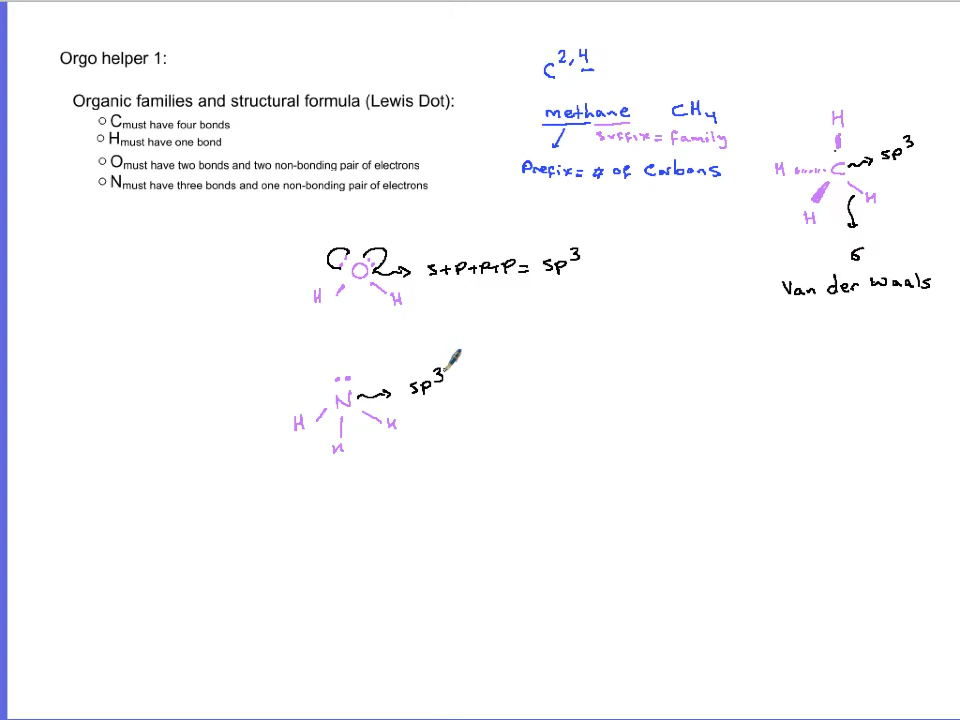 Orgo helper 1:
Organic families and structural formula (Lewis Dot):
C must have four bonds
H must have one bond
O must have two bonds and two non-bonding pair of electrons
N must have three bonds and one non-bonding pair of electrons
C 2, 4
methane CH4
suffix = family
Prefix = # of Carbons
H
H C sp3
H H
σ
Van der Waals
O s+p+p+p = sp3
H H
N sp3
H H
H